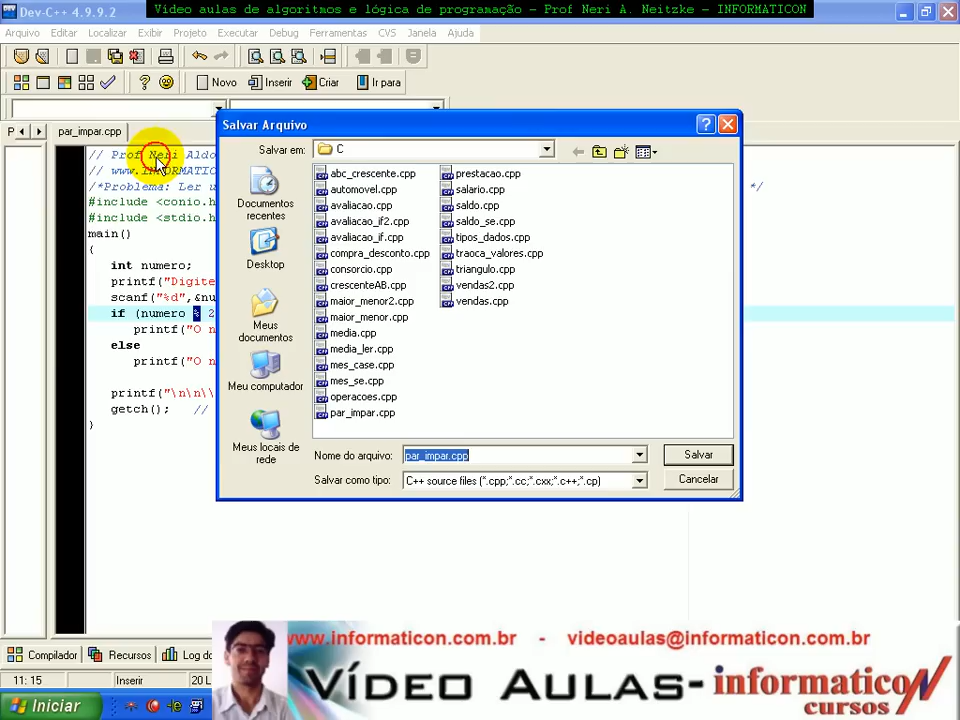 Dev-C++ 4.9.9.2
Vídeo aulas de algoritmos e lógica de programação - Prof Neri A. Neitzke - INFORMATICON
Arquivo Editar Localizar Exibir Projeto Executar Debug Ferramentas CVS Janela Ajuda
Novo Inserir Criar Ir para
P par_impar.cpp
// Prof Neri Aldo
// www.INFORMATIC
/*Problema: Ler u */
#include <conio.h
#include <stdio.h
main()
{
int numero;
printf("Digite
scanf("%d",&nu
if (numero % 2
printf("O n
else
printf("O n
printf("\n\n\\
getch(); //
}
Salvar Arquivo
Salvar em: C
Documentos recentes
Desktop
Meus documentos
Meu computador
Meus locais de rede
abc_crescente.cpp
automovel.cpp
avaliacao.cpp
avaliacao_if2.cpp
avaliacao_if.cpp
compra_desconto.cpp
consorcio.cpp
crescenteAB.cpp
maior_menor2.cpp
maior_menor.cpp
media.cpp
media_ler.cpp
mes_case.cpp
mes_se.cpp
operacoes.cpp
par_impar.cpp
prestacao.cpp
salario.cpp
saldo.cpp
saldo_se.cpp
tipos_dados.cpp
traoca_valores.cpp
triangulo.cpp
vendas2.cpp
vendas.cpp
Nome do arquivo: par_impar.cpp Salvar
Salvar como tipo: C++ source files (*.cpp;*.cc;*.cxx;*.c++;*.cp) Cancelar
Compilador Recursos Log do
11: 15 Inserir 20 L
www.informaticon.com.br - videoaulas@informaticon.com.br
Vídeo Aulas- informaticon
cursos
Iniciar